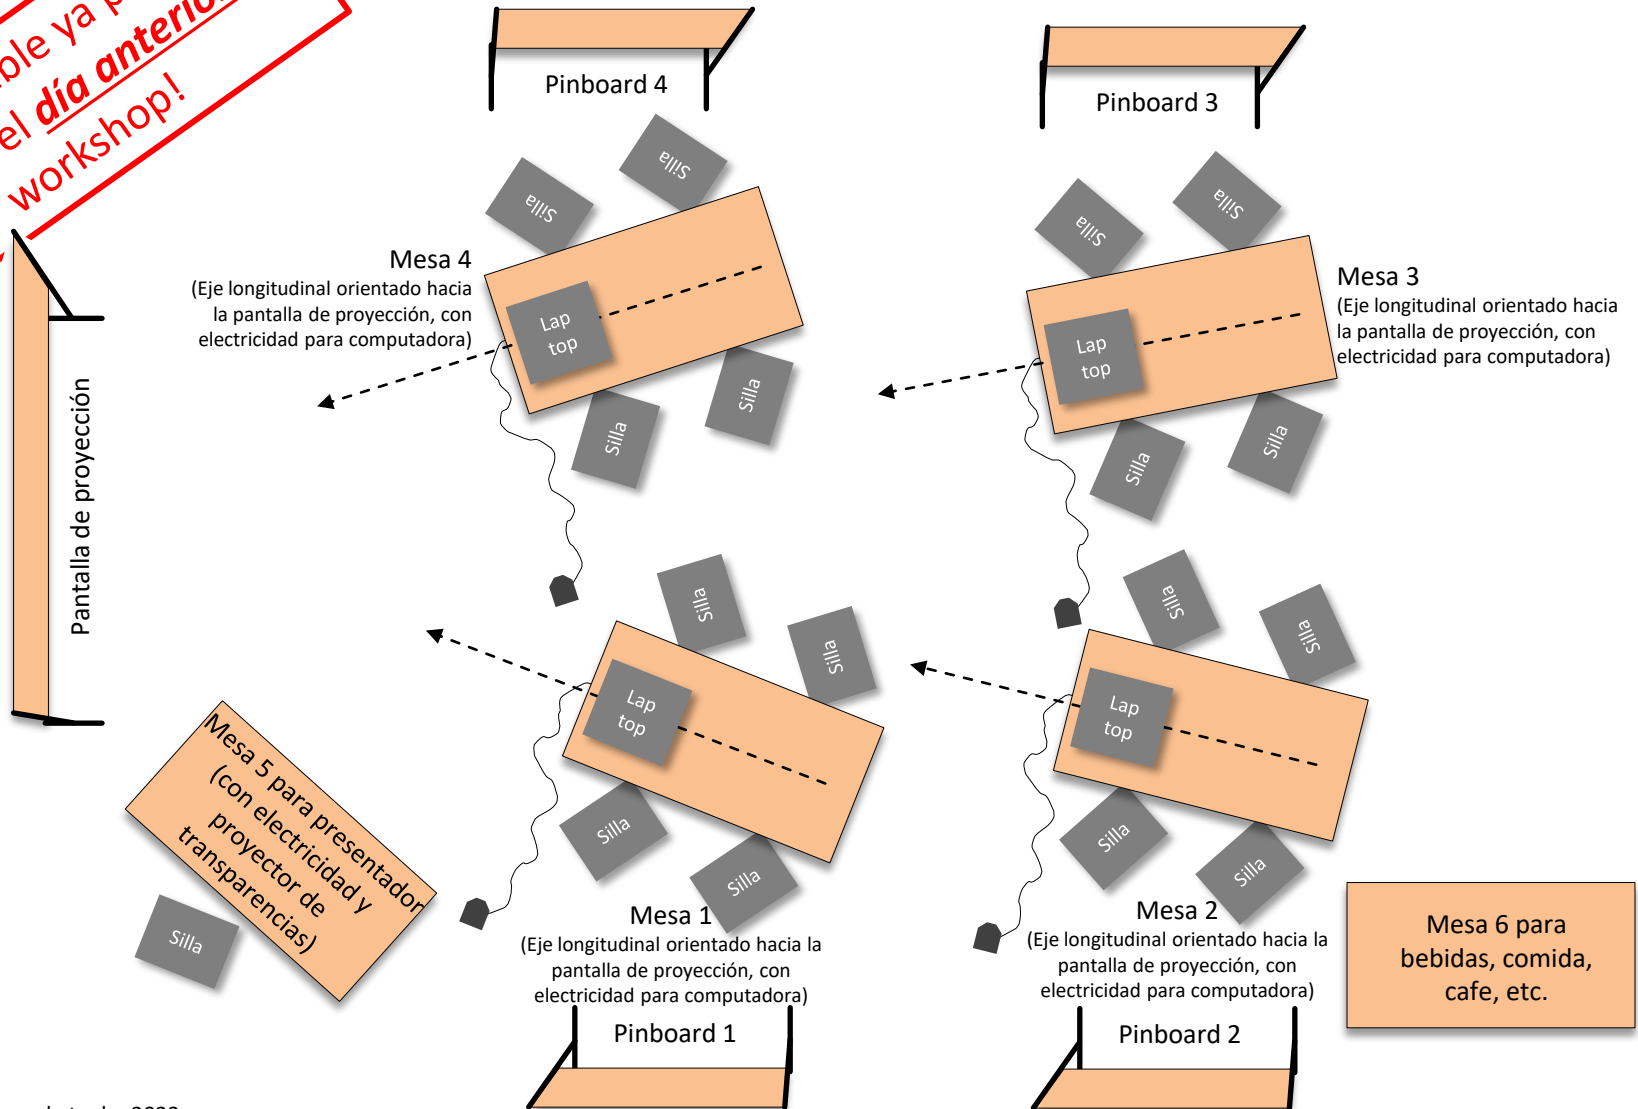 ya
el día anterior
workshop!
Pinboard 4
Pinboard 3
Silla
Silla
Silla
Silla
Mesa 4
(Eje longitudinal orientado hacia
la pantalla de proyección, con
electricidad para computadora)
Lap
top
Silla
Silla
Mesa 3
(Eje longitudinal orientado hacia
la pantalla de proyección, con
electricidad para computadora)
Lap
top
Silla
Silla
Pantalla de proyección
Silla
Silla
Silla
Silla
Lap
top
Lap
top
Mesa 5 para presentador
(con electricidad y
proyector de
transparencias)
Silla
Silla
Silla
Silla
Silla
Mesa 1
(Eje longitudinal orientado hacia la
pantalla de proyección, con
electricidad para computadora)
Mesa 2
(Eje longitudinal orientado hacia la
pantalla de proyección, con
electricidad para computadora)
Mesa 6 para
bebidas, comida,
cafe, etc.
Pinboard 1
Pinboard 2